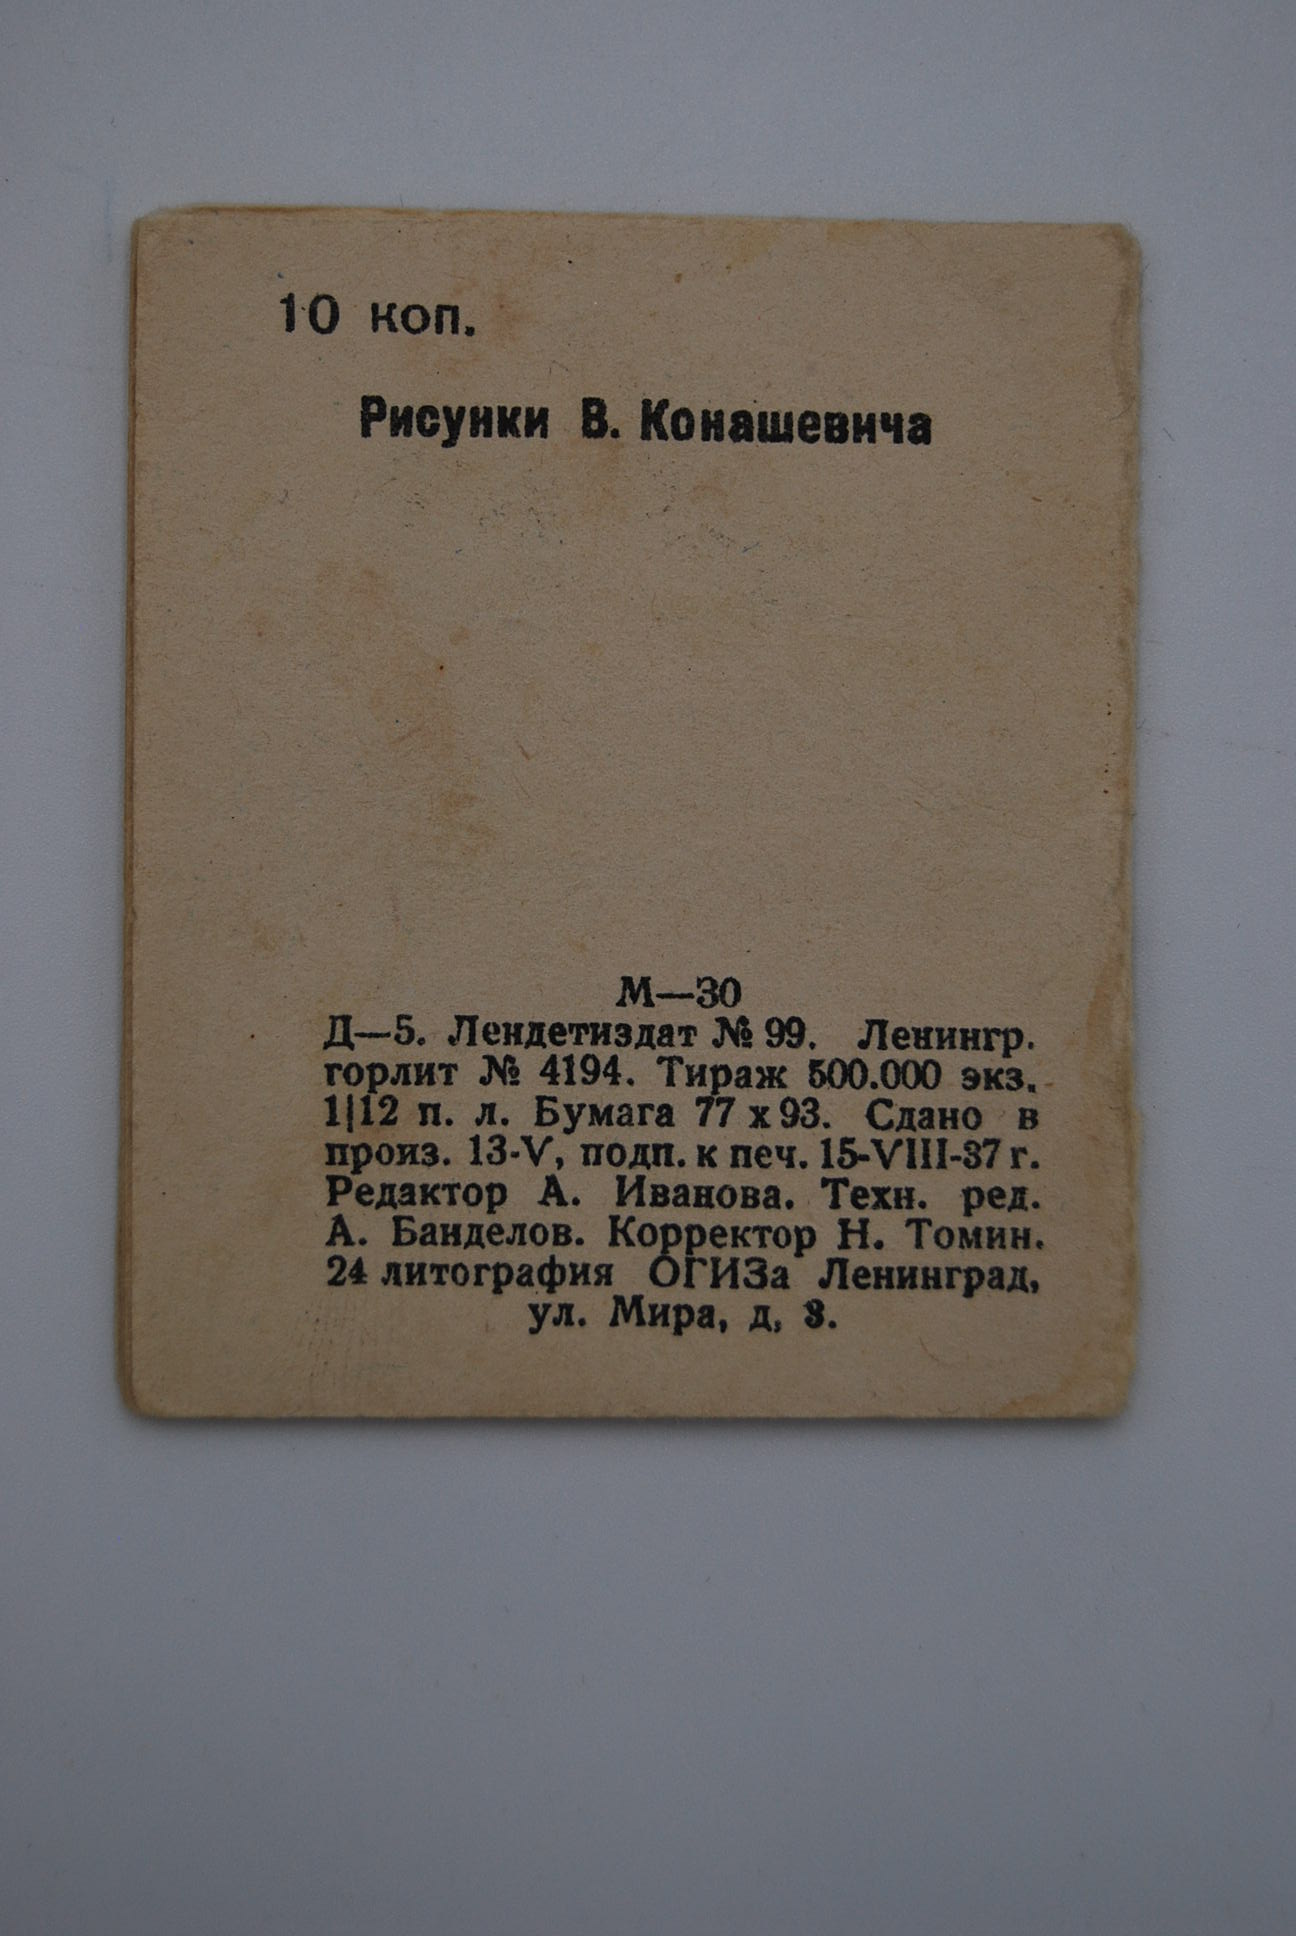 10 коп.
Рисунки В. Конашевича
М—30
Д—5. Лендетиздат № 99. Ленингр.
горлит № 4194. Тираж 500.000 экз.
1|12 п. л. Бумага 77 х 93. Сдано в
произ. 13-V, подп. к печ. 15-VIII-37 г.
Редактор А. Иванова. Техн. ред.
А. Банделов. Корректор Н. Томин.
24 литография ОГИЗа Ленинград,
ул. Мира, д, 3.